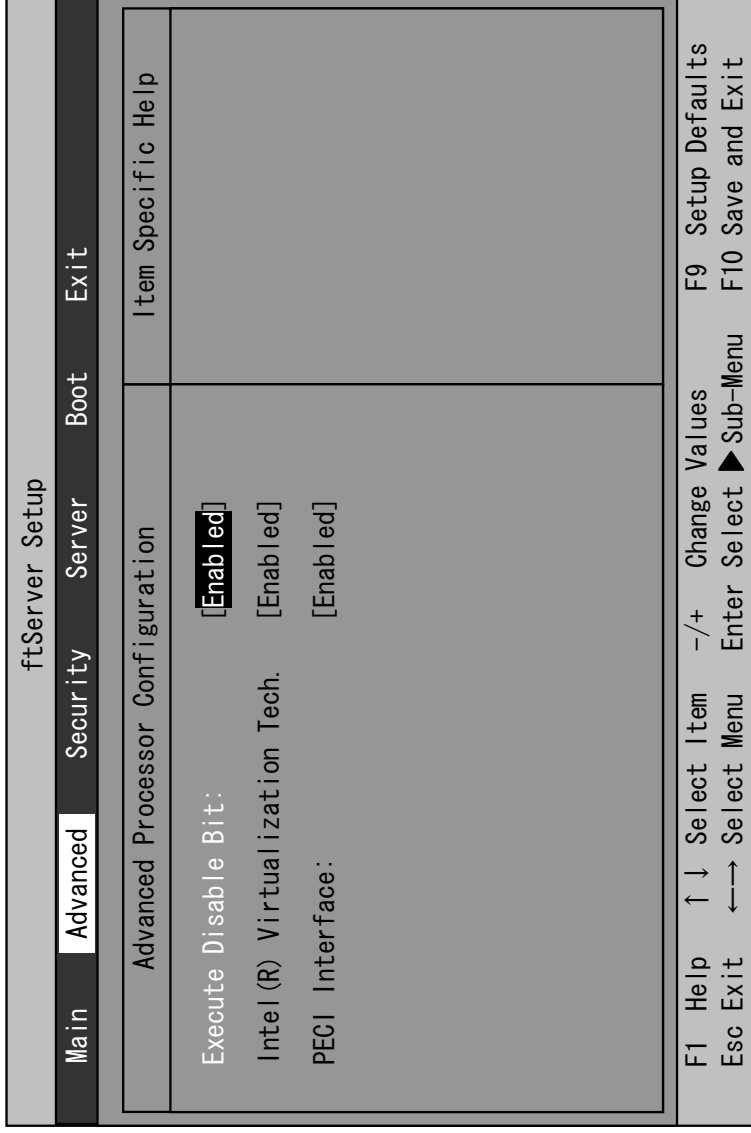 ftServer Setup
Main Advanced Security Server Boot Exit
Advanced Processor Configuration Item Specific Help
Execute Disable Bit: [Enabled]
Intel(R) Virtualization Tech. [Enabled]
PECI Interface: [Enabled]
F1 Help ↑ ↓ Select Item -/+ Change Values F9 Setup Defaults
Esc Exit ←→ Select Menu Enter Select ▶Sub-Menu F10 Save and Exit